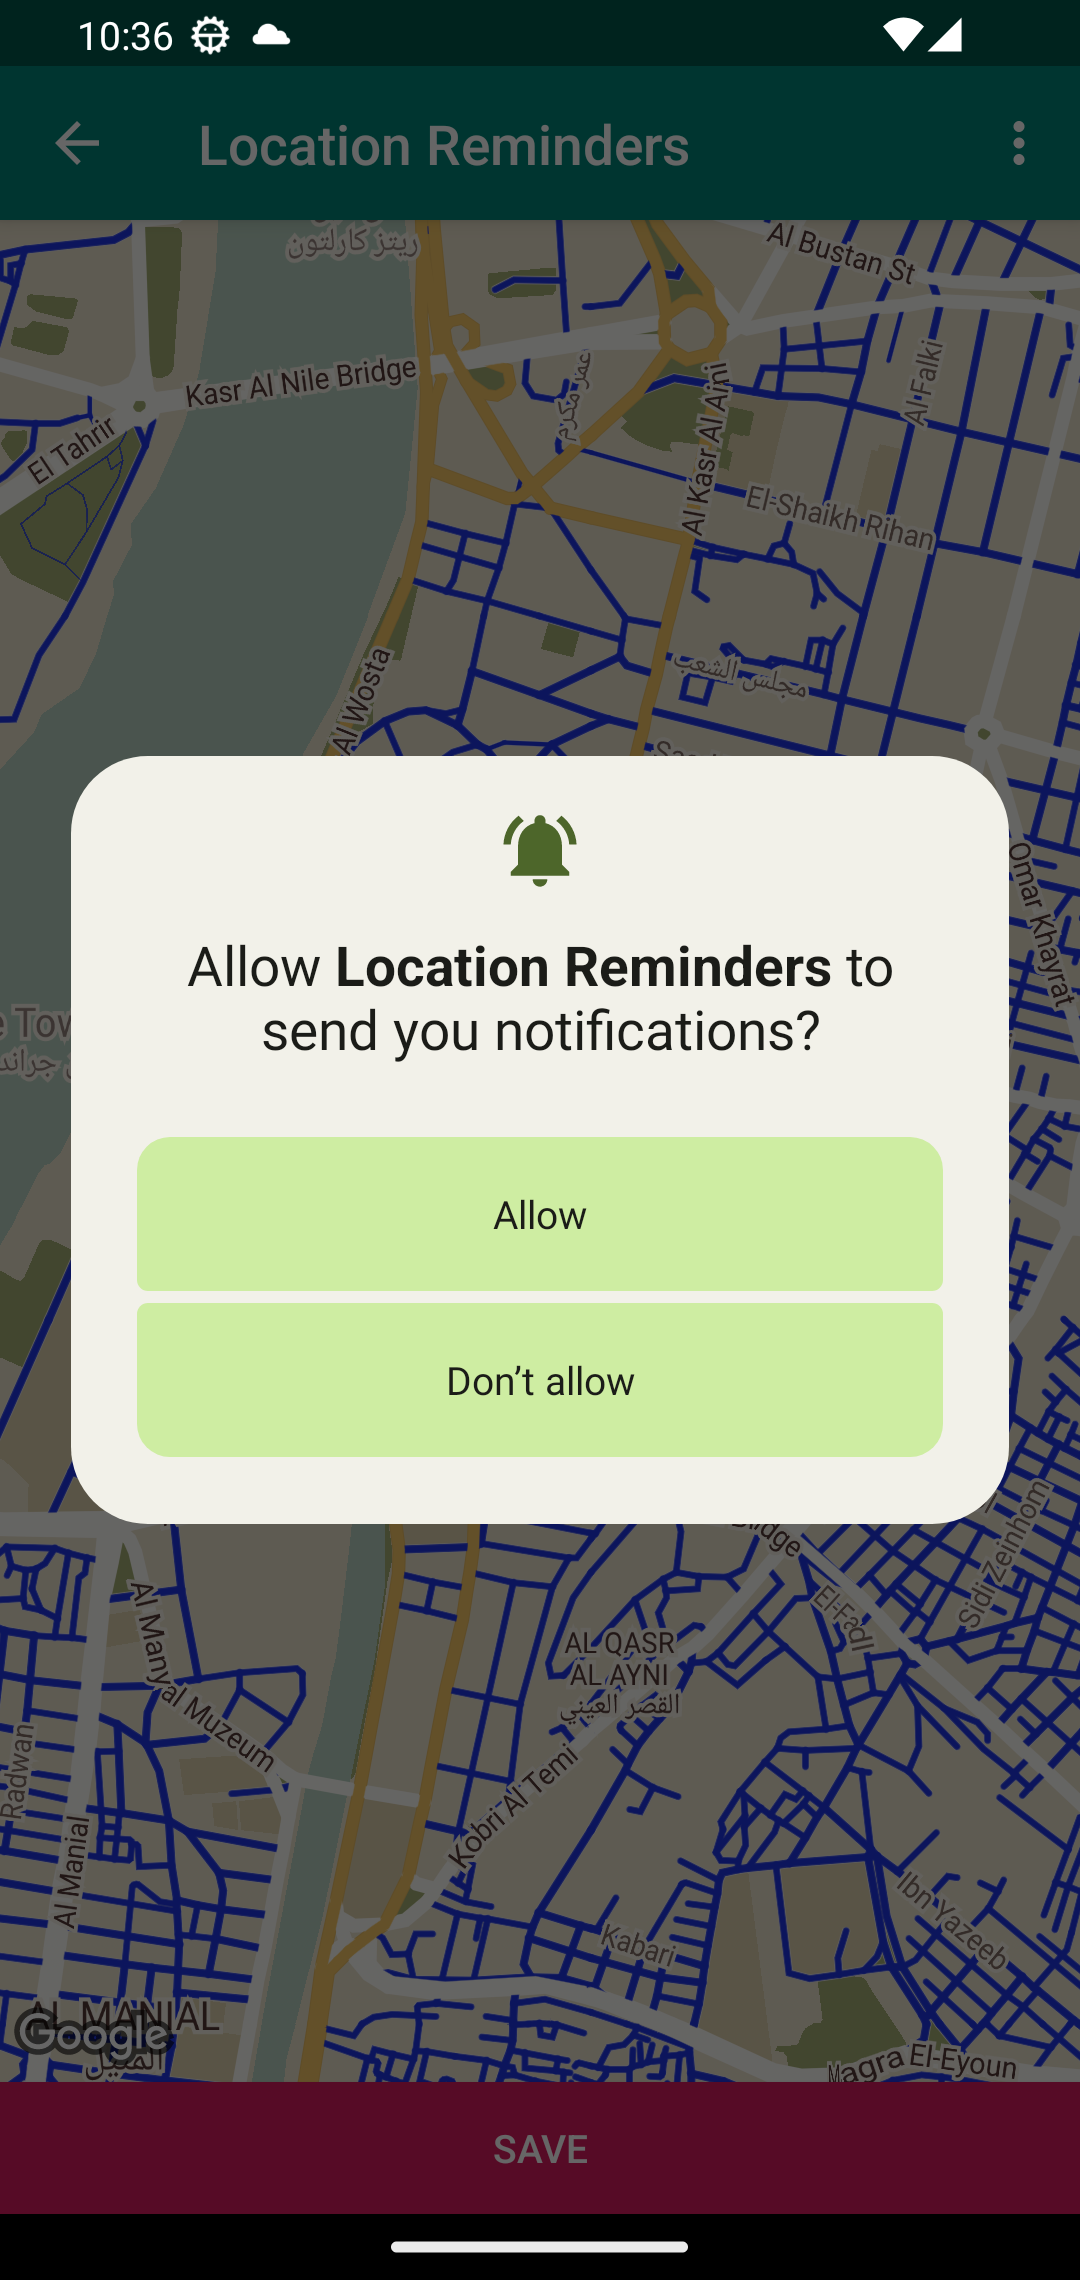 10:36
Location Reminders
ريتز كارلتون
Al Bustan St
Kasr Al Nile Bridge
عمر مكرم
Al Kasr Al Aini
Al Falki
El Tahrir
El-Shaikh Rihan
مجلس الشعب
Al Wosta
Omar Khayrat
Allow Location Reminders to
send you notifications?
Allow
Don’t allow
Sidi Zeinhom
El-Fadl
Al Manyal Muzeum
AL QASR
AL AYNI
القصر العيني
Radwan
Kobri Al Temi
Al Manial
Ibn Yazeeb
Kabari
AL MANIAL
Google
المنيل
Magra El-Eyoun
SAVE